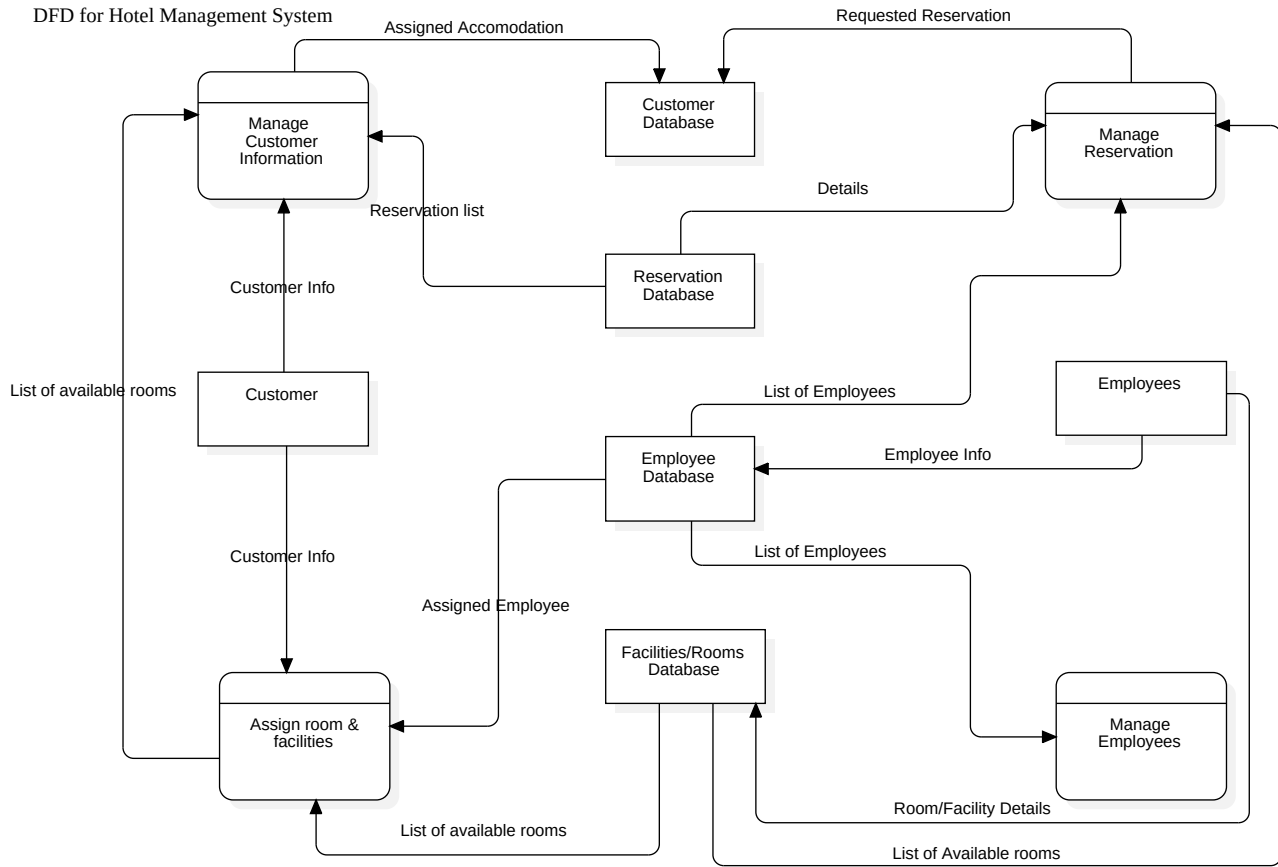 DFD for Hotel Management System
Assigned Accomodation
Requested Reservation
Customer
Database
Manage
Customer
Information
Manage
Reservation
Details
Reservation list
Reservation
Database
Customer Info
List of available rooms
Customer
List of Employees
Employees
Employee
Database
Employee Info
Customer Info
List of Employees
Assigned Employee
Facilities/Rooms
Database
Assign room &
facilities
Manage
Employees
Room/Facility Details
List of available rooms
List of Available rooms